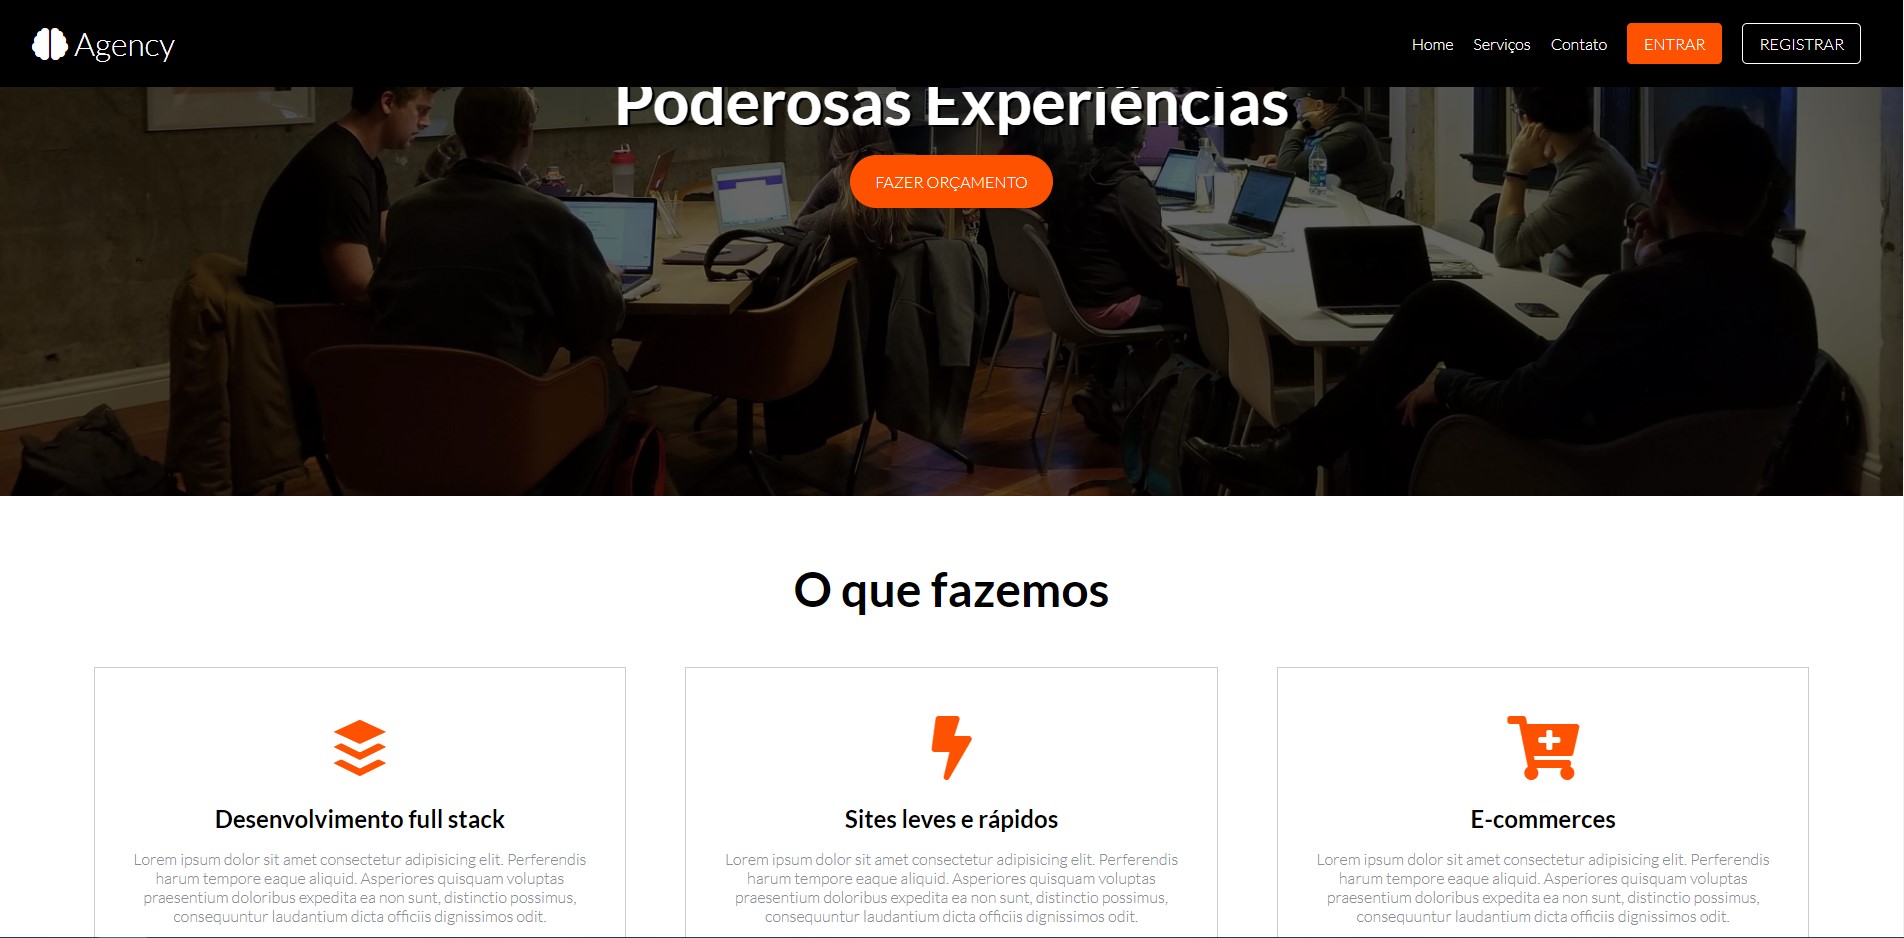 Agency
Home Serviços Contato ENTRAR REGISTRAR
Poderosas Experiências
FAZER ORÇAMENTO
O que fazemos
Desenvolvimento full stack
Lorem ipsum dolor sit amet consectetur adipisicing elit. Perferendis
harum tempore eaque aliquid. Asperiores quisquam voluptas
praesentium doloribus expedita ea non sunt, distinctio possimus,
consequuntur laudantium dicta officiis dignissimos odit.
Sites leves e rápidos
Lorem ipsum dolor sit amet consectetur adipisicing elit. Perferendis
harum tempore eaque aliquid. Asperiores quisquam voluptas
praesentium doloribus expedita ea non sunt, distinctio possimus,
consequuntur laudantium dicta officiis dignissimos odit.
E-commerces
Lorem ipsum dolor sit amet consectetur adipisicing elit. Perferendis
harum tempore eaque aliquid. Asperiores quisquam voluptas
praesentium doloribus expedita ea non sunt, distinctio possimus,
consequuntur laudantium dicta officiis dignissimos odit.